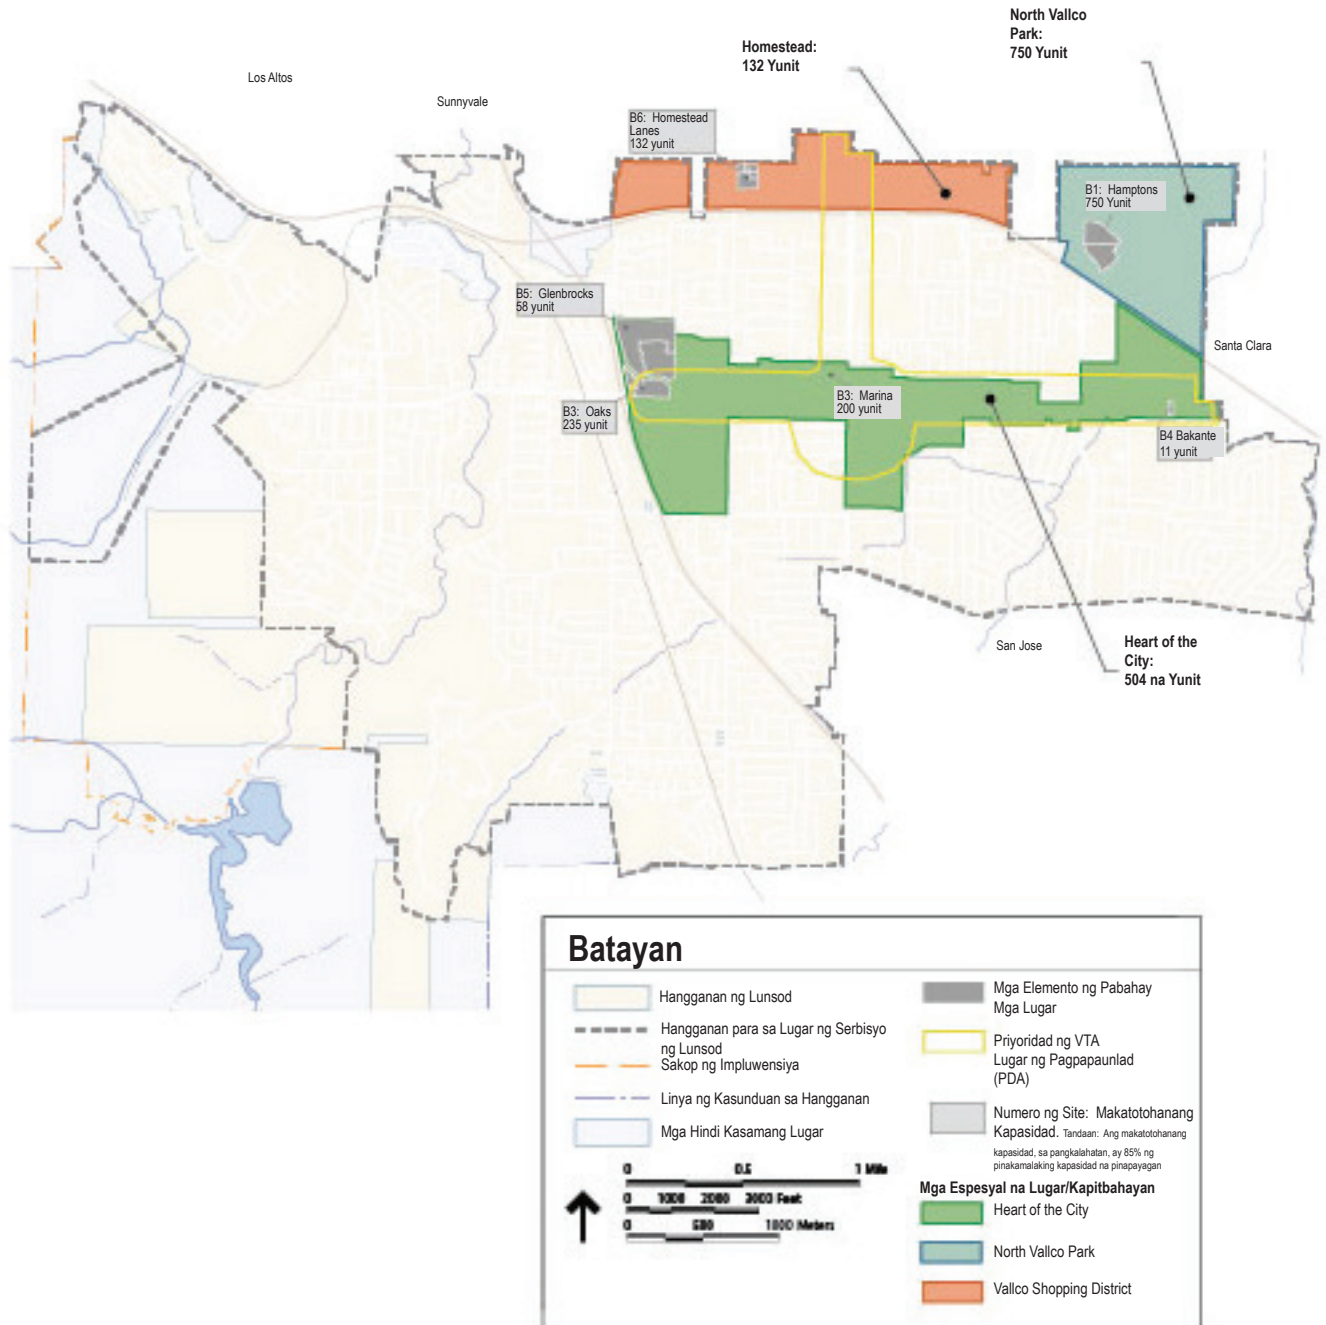 North Vallco
Park:
750 Yunit
Homestead:
132 Yunit
Los Altos
Sunnyvale
B6: Homestead
Lanes
132 yunit
B1: Hamptons
750 Yunit
B5: Glenbrocks
58 yunit
Santa Clara
B3: Marina
200 yunit
B3: Oaks
235 yunit
B4 Bakante
11 yunit
San Jose
Heart of the
City:
504 na Yunit
Batayan
Hangganan ng Lunsod
Hangganan para sa Lugar ng Serbisyo
ng Lunsod
Sakop ng Impluwensiya
Linya ng Kasunduan sa Hangganan
Mga Hindi Kasamang Lugar
0 0.5 1 Mile
0 1000 2000 3000 Feet
0 500 1000 Meters
Mga Elemento ng Pabahay
Mga Lugar
Priyoridad ng VTA
Lugar ng Pagpapaunlad
(PDA)
Numero ng Site: Makatotohanang
Kapasidad. Tandaan: Ang makatotohanang
kapasidad, sa pangkalahatan, ay 85% ng
pinakamalaking kapasidad na pinapayagan
Mga Espesyal na Lugar/Kapitbahayan
Heart of the City
North Vallco Park
Vallco Shopping District